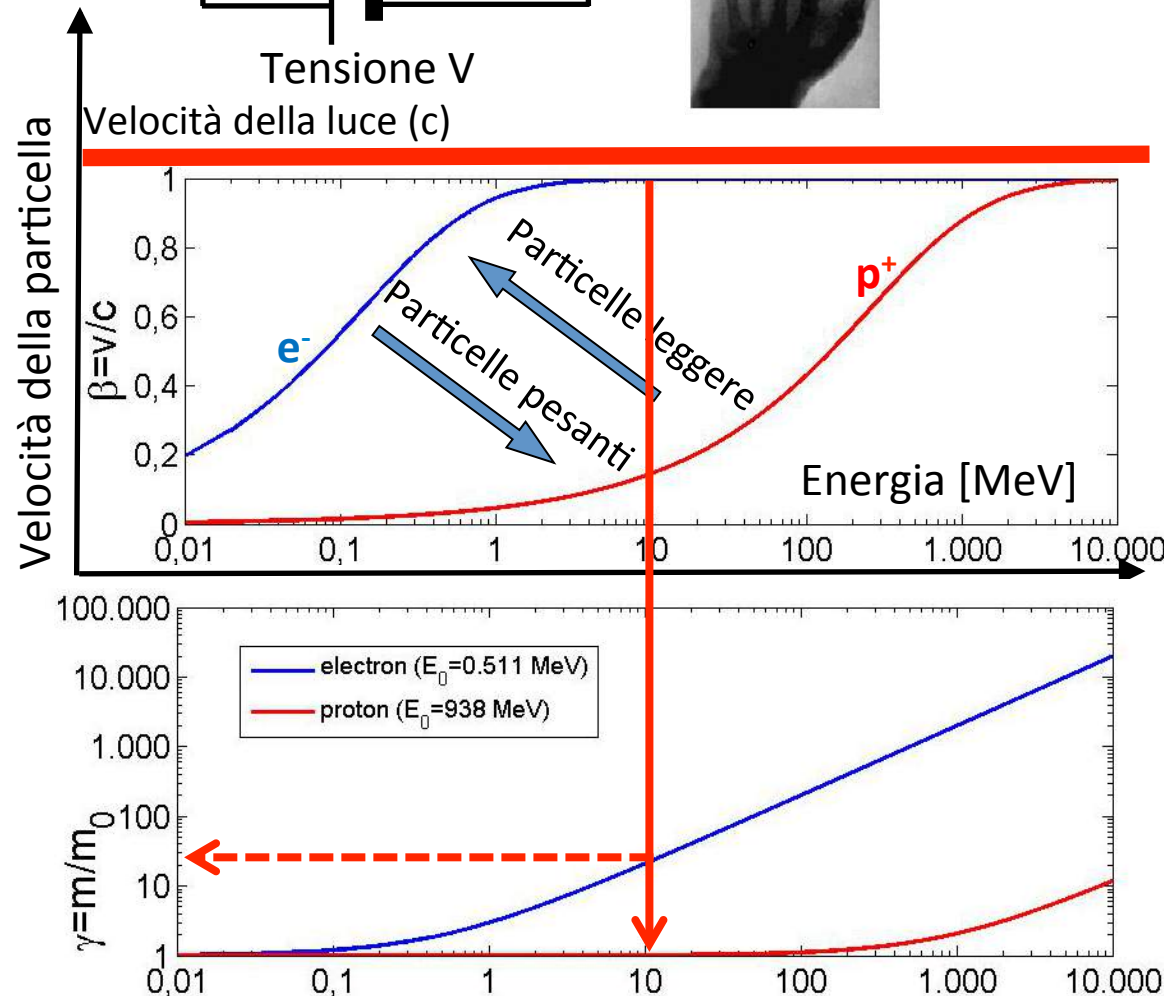 Tensione V
Velocità della luce (c)
Velocità della particella
β=v/c
1
0,8
0,6
0,4
0,2
0
e-
p+
Particelle leggere
Particelle pesanti
Energia [MeV]
0,01 0,1 1 10 100 1.000 10.000
γ=m/m0
100.000
10.000
1.000
100
10
1
electron (E0=0.511 MeV)
proton (E0=938 MeV)
0,01 0,1 1 10 100 1.000 10.000